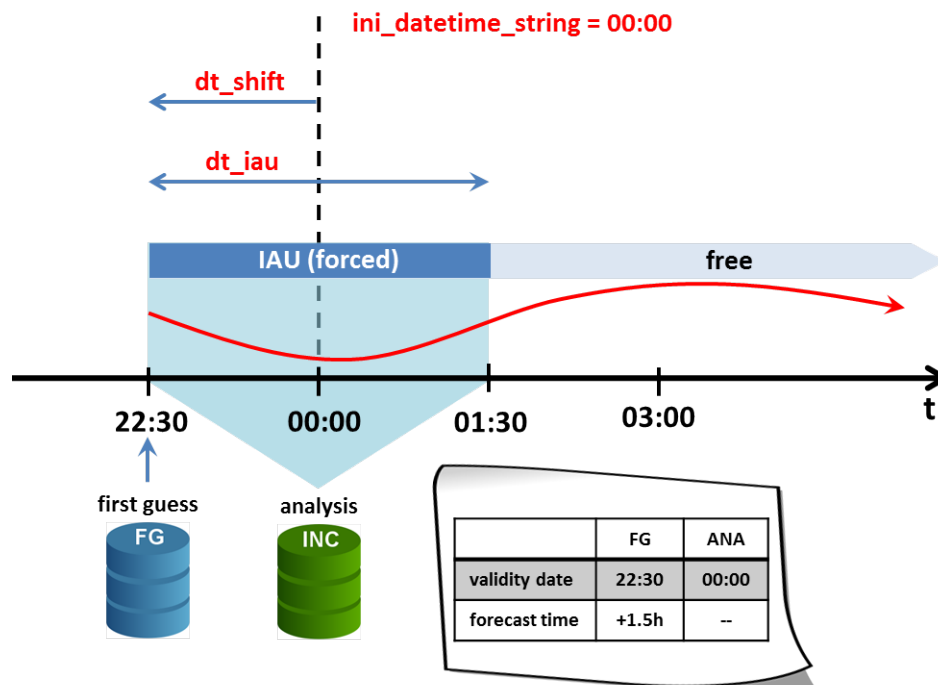 ini_datetime_string = 00:00
dt_shift
dt_iau
IAU (forced)
free
t
22:30
00:00
01:30
03:00
first guess
analysis
FG
INC
FG ANA
validity date 22:30 00:00
forecast time +1.5h --